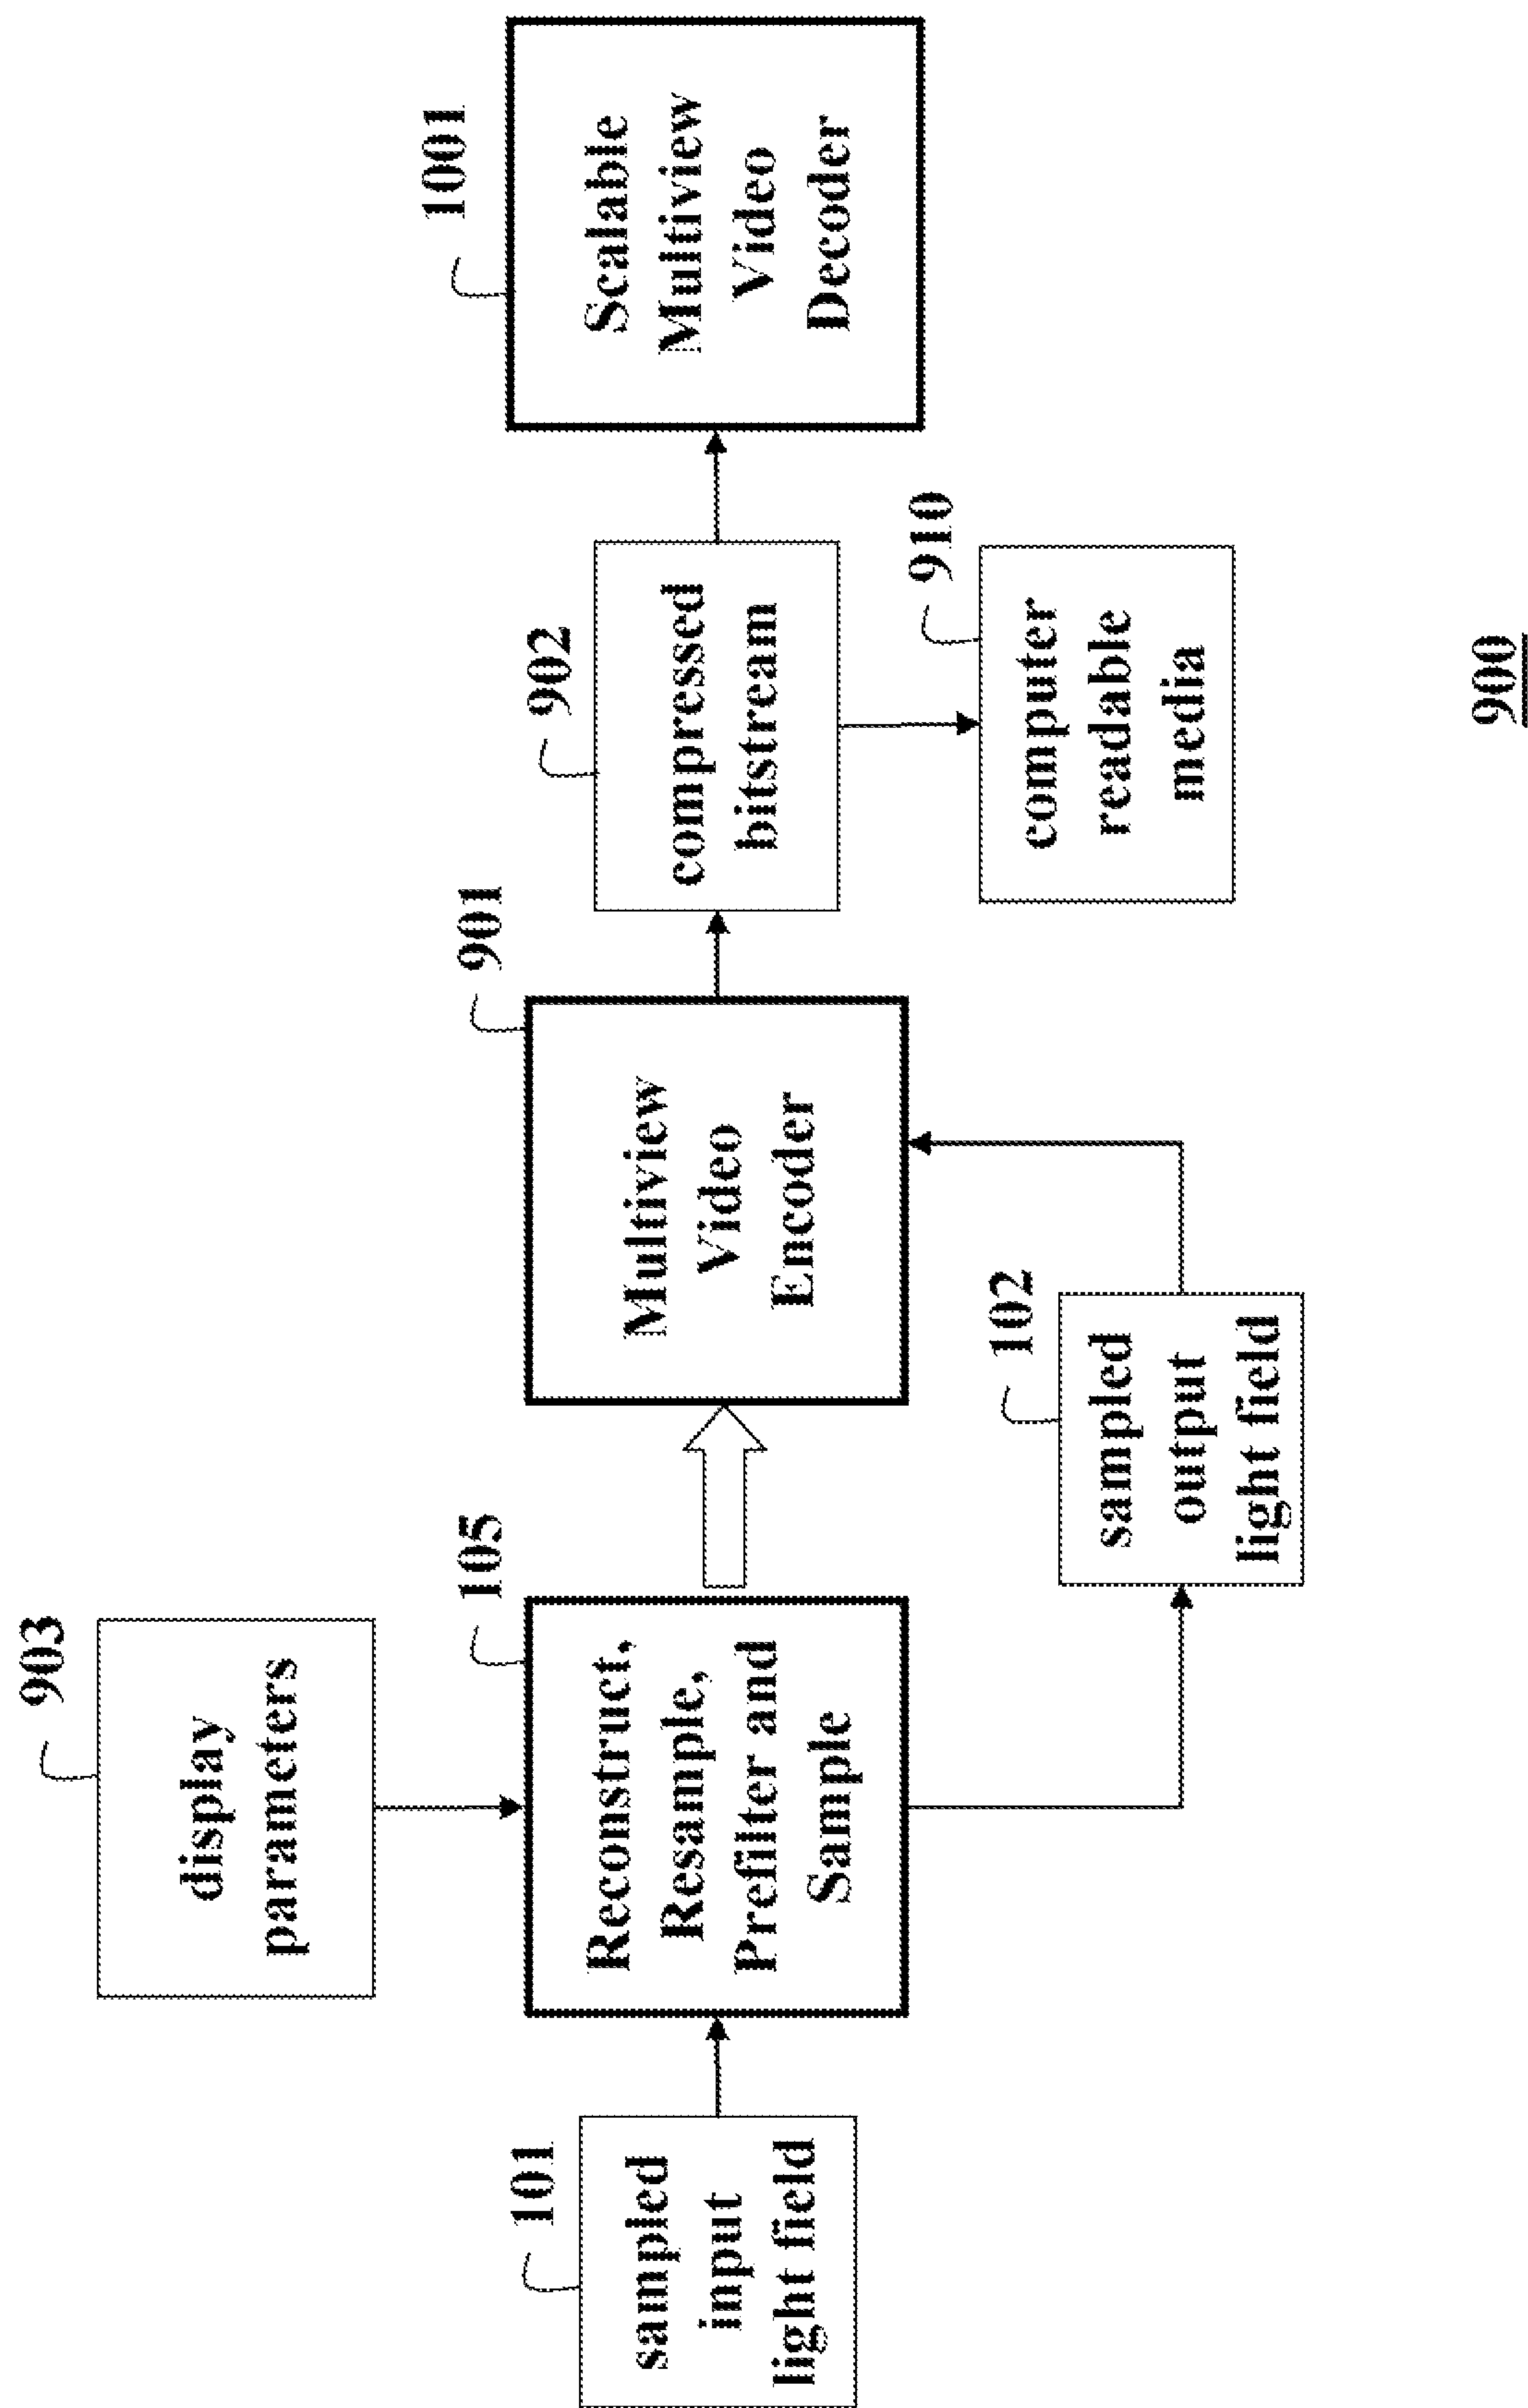 903
display
parameters
101
sampled
input
light field
105
Reconstruct,
Resample,
Prefilter and
Sample
102
sampled
output
light field
901
Multiview
Video
Encoder
902
compressed
bitstream
910
computer
readable
media
1001
Scalable
Multiview
Video
Decoder
900